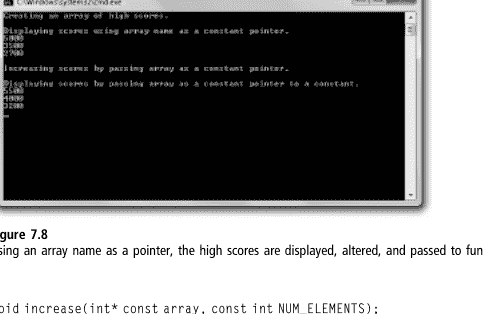 C:\Windows\system32\cmd.exe
Creating an array of high scores.
Displaying scores using array name as a constant pointer.
5000
3500
2700
Increasing scores by passing array as a constant pointer.
Displaying scores by passing array as a constant pointer to a constant.
5500
4000
3200
gure 7.8
sing an array name as a pointer, the high scores are displayed, altered, and passed to fun
oid increase(int* const array, const int NUM_ELEMENTS);